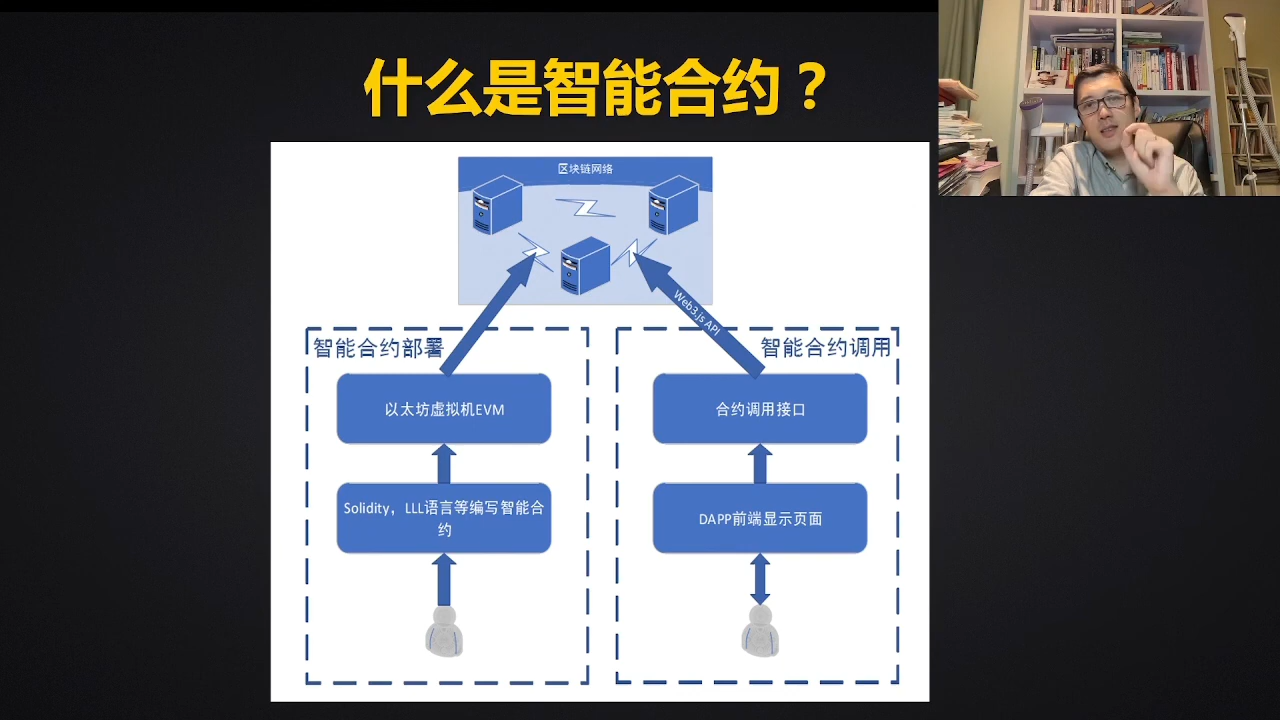 什么是智能合约？
区块链网络
Web3.js API
智能合约部署
智能合约调用
以太坊虚拟机EVM
合约调用接口
Solidity，LLL语言等编写智能合
约
DAPP前端显示页面